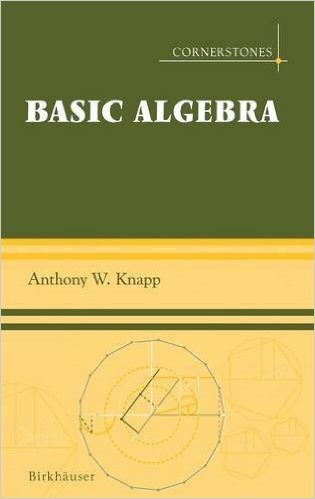 CORNERSTONES
BASIC ALGEBRA
Anthony W. Knapp
Birkhäuser